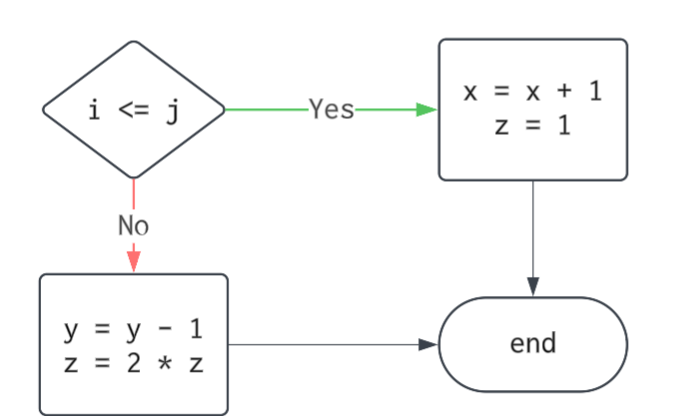 i <= j
Yes
x = x + 1
z = 1
No
y = y - 1
z = 2 * z
end